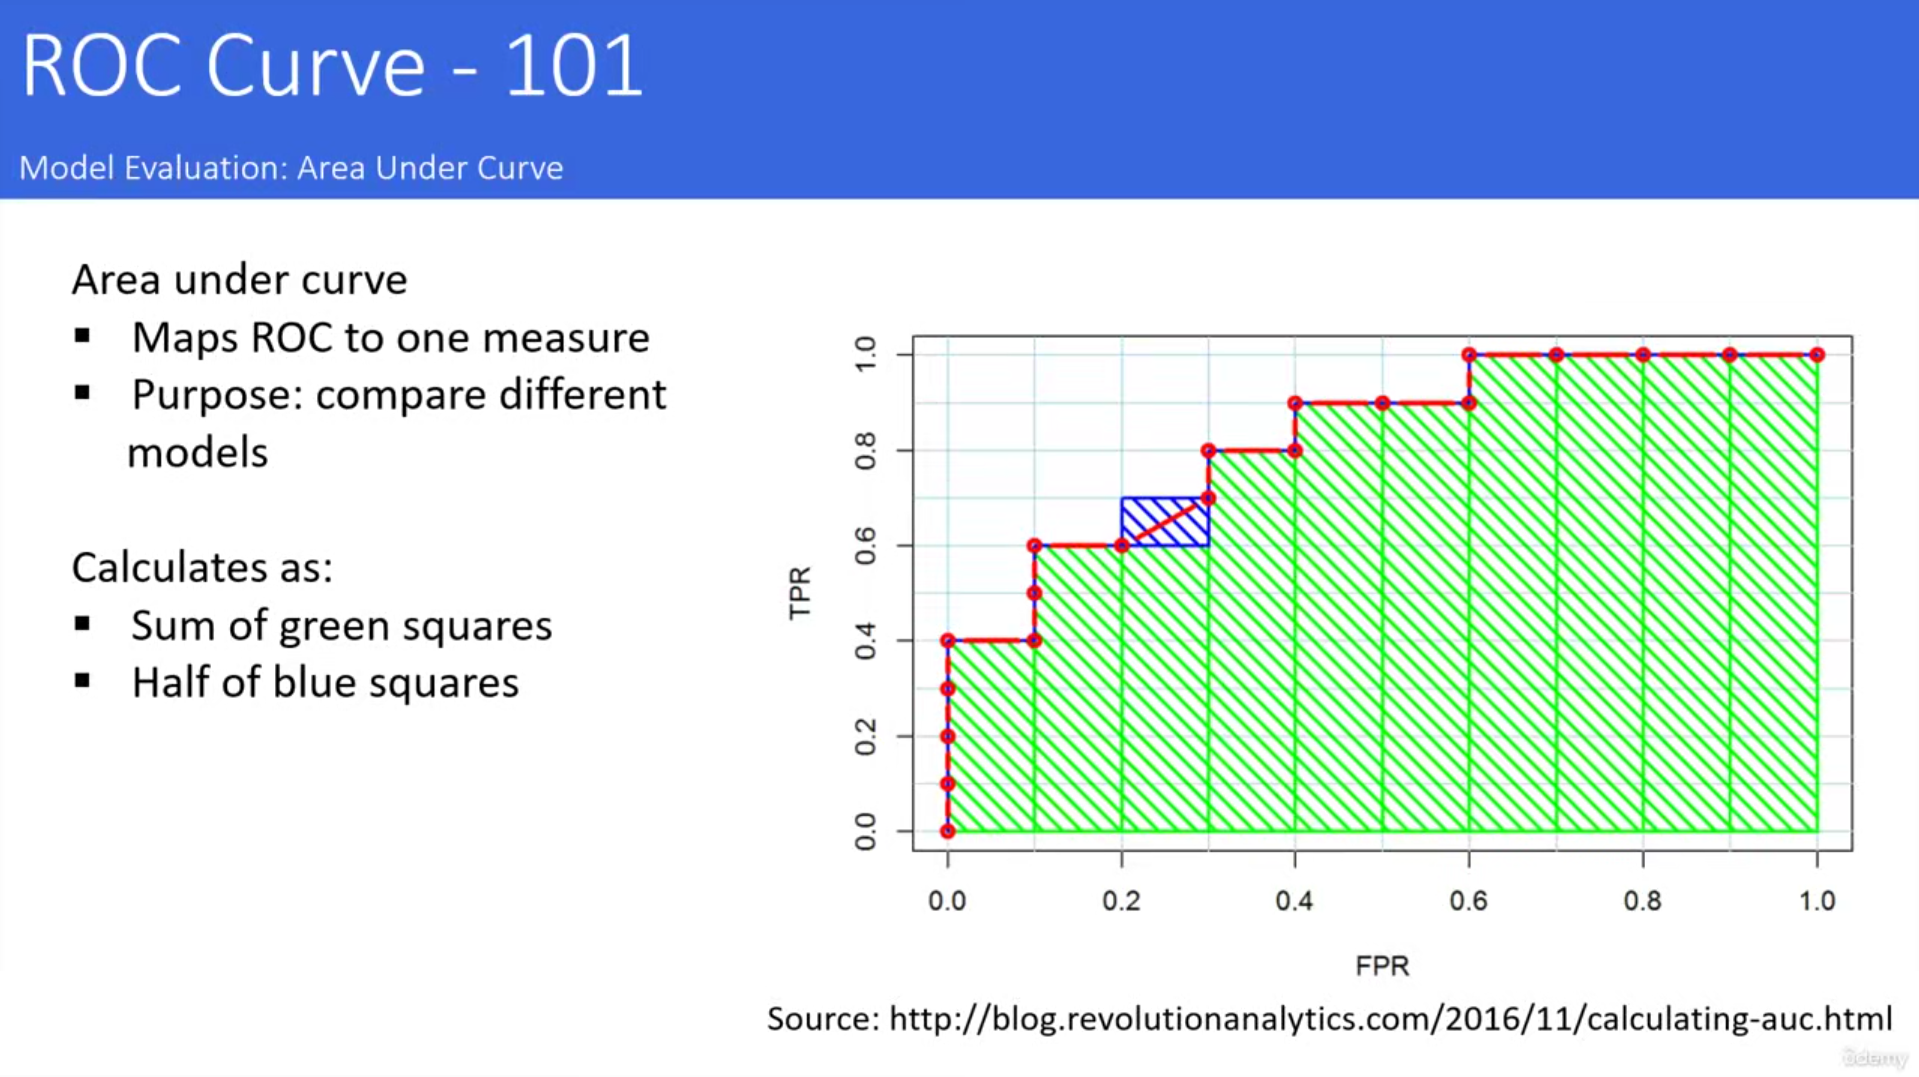 ROC Curve - 101
Model Evaluation: Area Under Curve
Area under curve
▪ Maps ROC to one measure
▪ Purpose: compare different
models
Calculates as:
▪ Sum of green squares
▪ Half of blue squares
TPR
1.0
0.8
0.6
0.4
0.2
0.0
0.0 0.2 0.4 0.6 0.8 1.0
FPR
Source: http://blog.revolutionanalytics.com/2016/11/calculating-auc.html
ûdemy